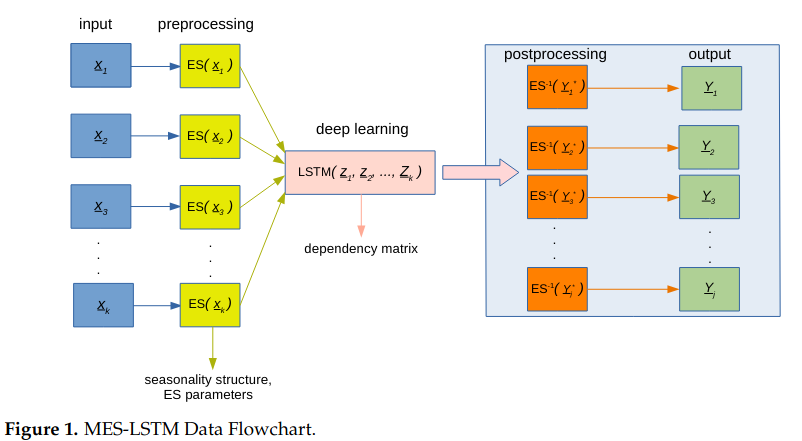 input
preprocessing
x1
ES( x1 )
x2
ES( x2 )
x3
ES( x3 )
.
.
.
.
.
.
xk
ES( xk )
seasonality structure,
ES parameters
deep learning
LSTM( z1, z2, ..., Zk )
dependency matrix
postprocessing
output
ES-1( Y1* )
Y1
ES-1( Y2* )
Y2
ES-1( Y3* )
Y3
.
.
.
.
.
.
ES-1( Yj* )
Yj
Figure 1. MES-LSTM Data Flowchart.